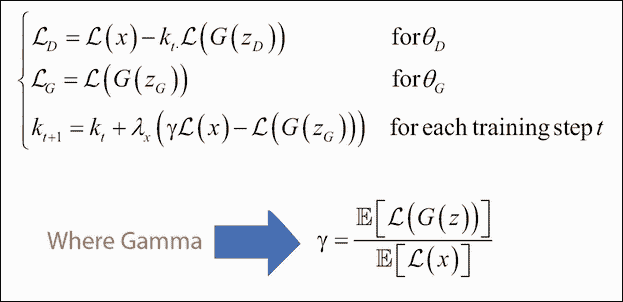 ℒ_D = ℒ(x) − k_t.ℒ(G(z_D)) for θ_D
ℒ_G = ℒ(G(z_G)) for θ_G
k_{t+1} = k_t + λ_x(γℒ(x) − ℒ(G(z_G))) for each training step t
Where Gamma γ = 𝔼[ℒ(G(z))] / 𝔼[ℒ(x)]